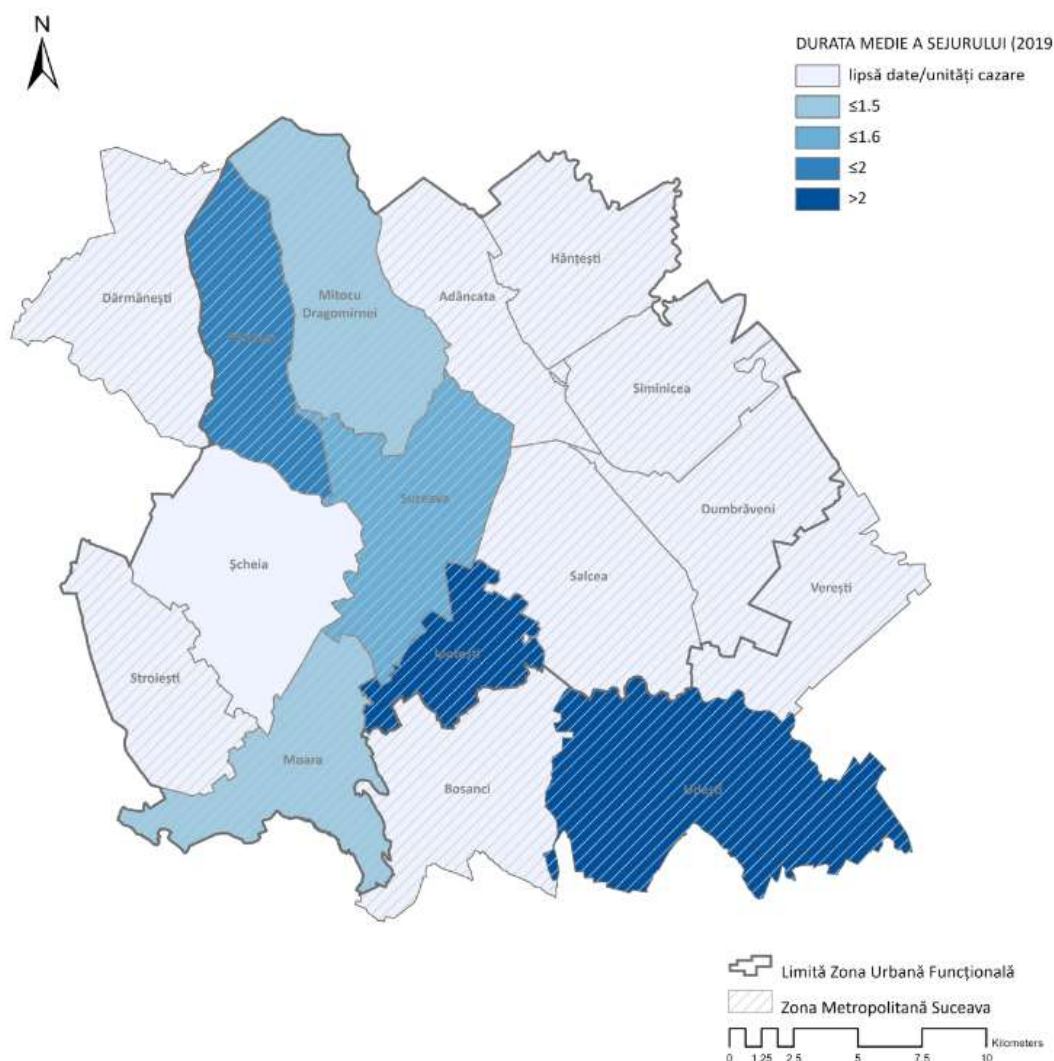 N
DURATA MEDIE A SEJURULUI (2019
lipsă date/unități cazare
≤1.5
≤1.6
≤2
>2
Hănțești
Dărmănești
Mitocu
Dragomirnei
Adâncata
Siminicea
Suceava
Dumbrăveni
Șcheia
Salcea
Verești
Ipotești
Stroiești
Moara
Bosanci
Udești
Limită Zona Urbană Funcțională
Zona Metropolitană Suceava
Kilometers
0 1.25 2.5 5 7.5 10